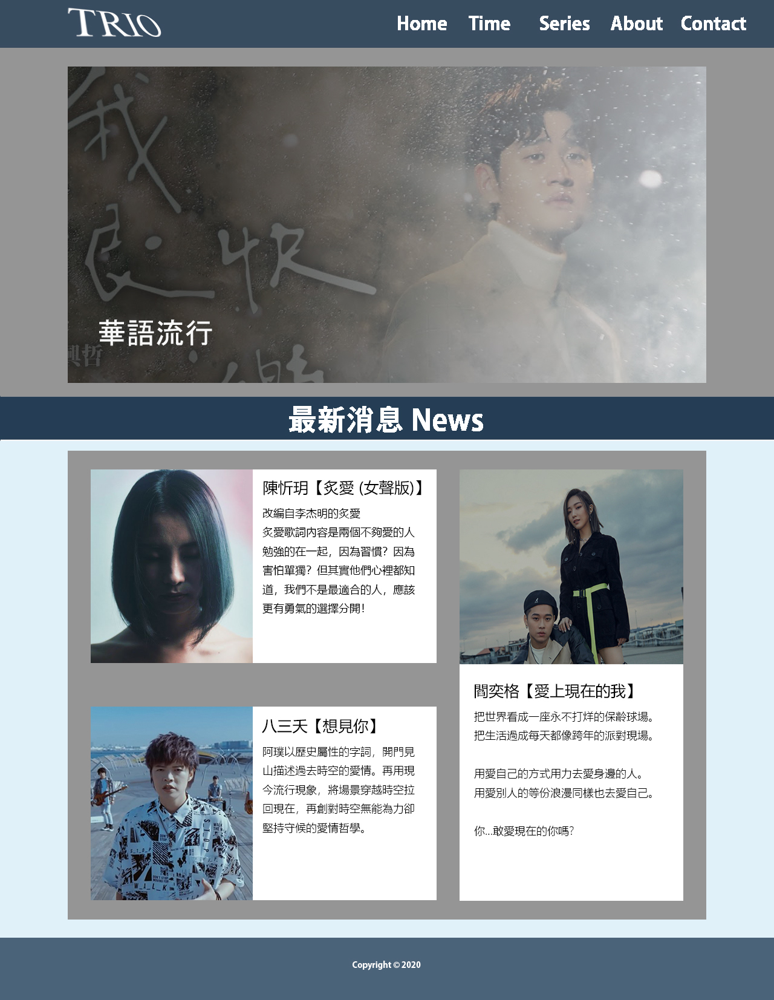 TRIO
Home Time Series About Contact
我
良 快
樂
興哲
華語流行
最新消息 News
陳忻玥【炙愛 (女聲版)】
改編自李杰明的炙愛
炙愛歌詞內容是兩個不夠愛的人
勉強的在一起，因為習慣？因為
害怕單獨？但其實他們心裡都知
道，我們不是最適合的人，應該
更有勇氣的選擇分開！
八三夭【想見你】
阿璞以歷史屬性的字詞，開門見
山描述過去時空的愛情。再用現
今流行現象，將場景穿越時空拉
回現在，再創對時空無能為力卻
堅持守候的愛情哲學。
閻奕格【愛上現在的我】
把世界看成一座永不打烊的保齡球場。
把生活過成每天都像跨年的派對現場。
用愛自己的方式用力去愛身邊的人。
用愛別人的等份浪漫同樣也去愛自己。
你...敢愛現在的你嗎?
Copyright © 2020